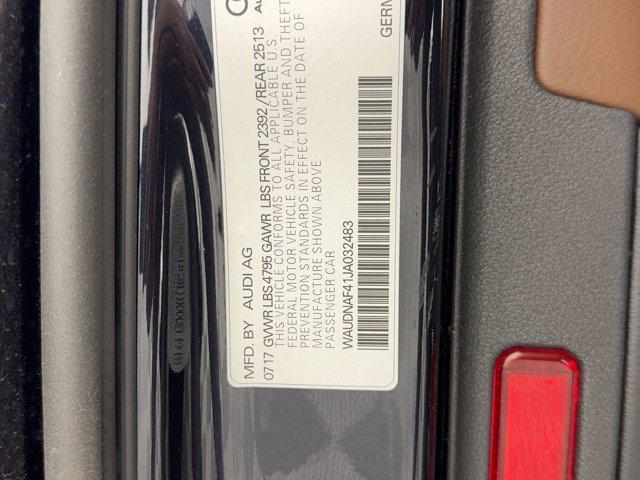 MFD. BY AUDI AG
0717 GVWR LBS 4795 GAWR LBS FRONT 2392 / REAR 2513
THIS VEHICLE CONFORMS TO ALL APPLICABLE U S
FEDERAL MOTOR VEHICLE SAFETY, BUMPER AND THEFT
PREVENTION STANDARDS IN EFFECT ON THE DATE OF
MANUFACTURE SHOWN ABOVE
PASSENGER CAR
WAUDNAF41JA032483
GERN